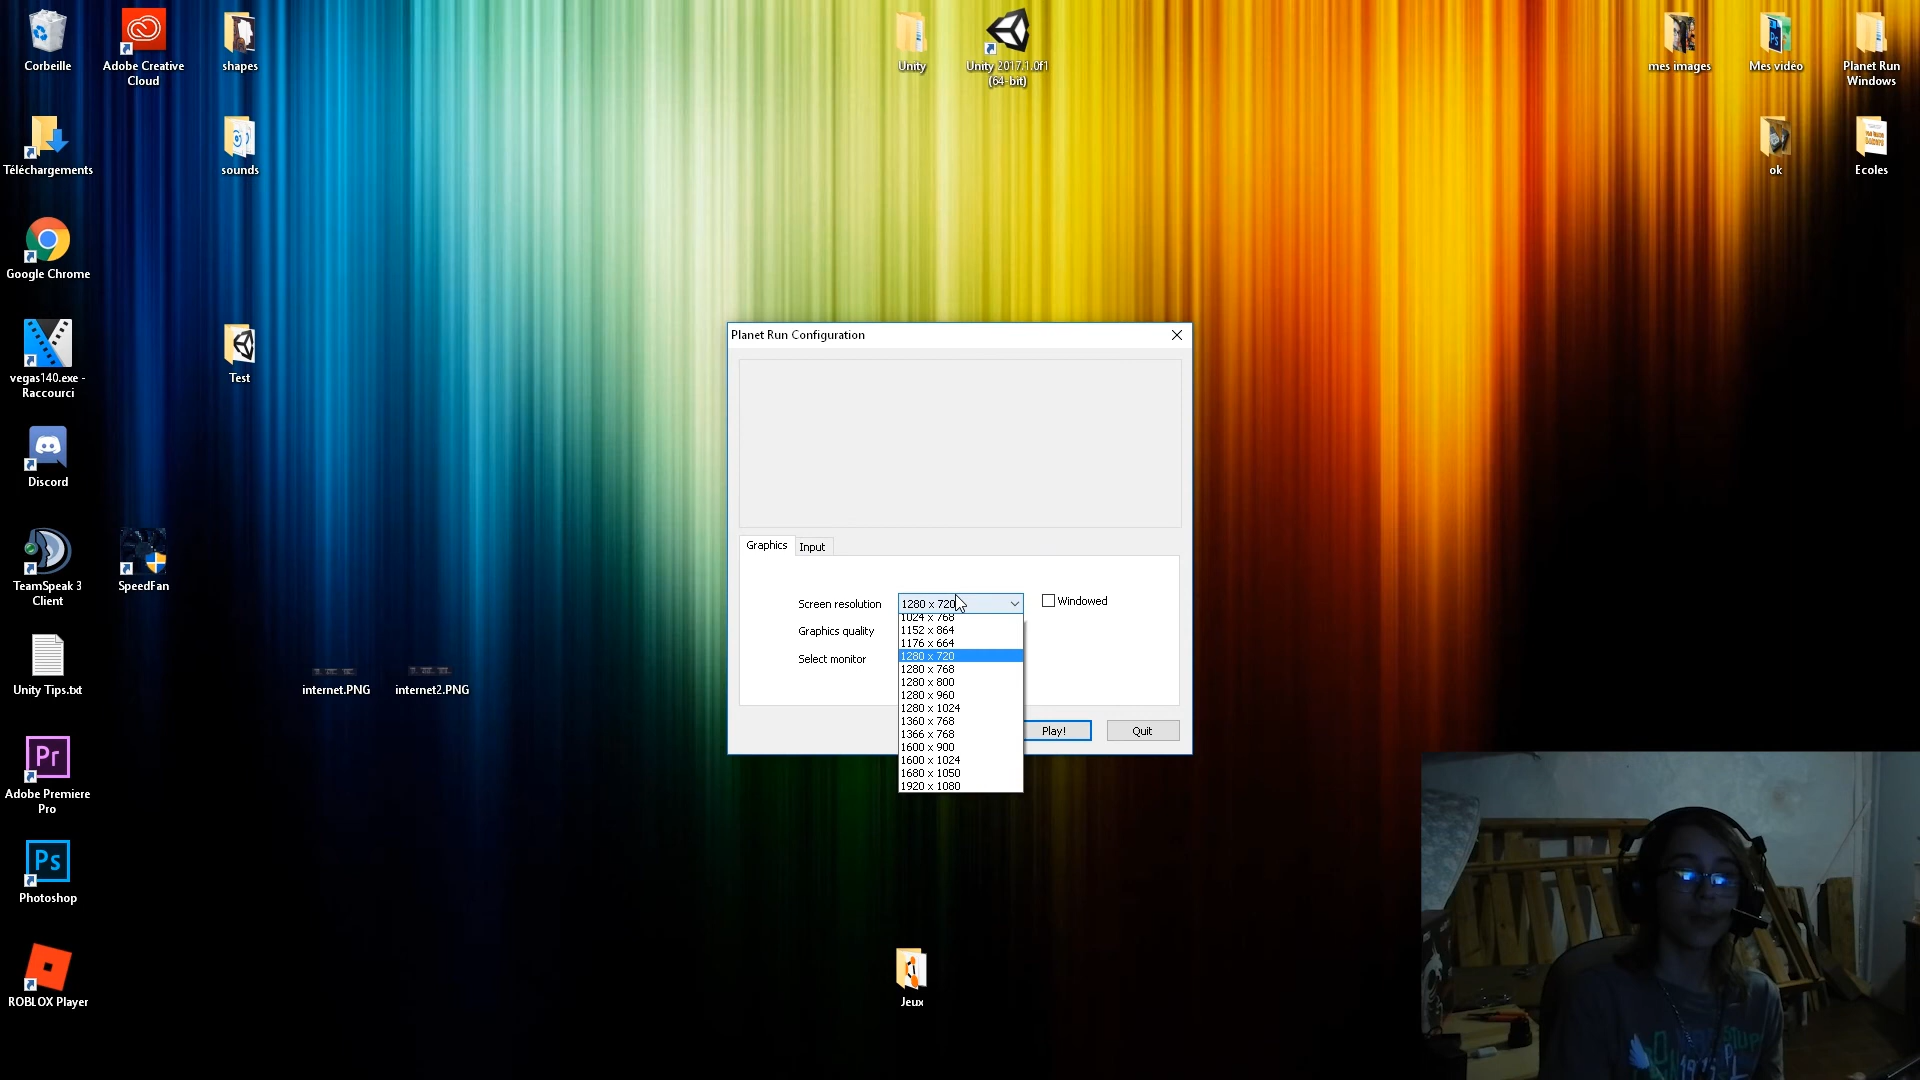 Corbeille
Adobe Creative
Cloud
shapes
Unity
Unity 2017.1.0f1
(64-bit)
mes images
Mes video
Planet Run
Windows
Téléchargements
sounds
ok
Ecoles
Google Chrome
vegas140.exe -
Raccourci
Test
Discord
TeamSpeak 3
Client
SpeedFan
Unity Tips.txt
internet.PNG
internet2.PNG
Pr
Adobe Premiere
Pro
Ps
Photoshop
ROBLOX Player
Jeux
Planet Run Configuration
Graphics
Input
Screen resolution
1280 x 720
Windowed
Graphics quality
Select monitor
1024 x 768
1152 x 864
1176 x 664
1280 x 720
1280 x 768
1280 x 800
1280 x 960
1280 x 1024
1360 x 768
1366 x 768
1600 x 900
1600 x 1024
1680 x 1050
1920 x 1080
Play!
Quit